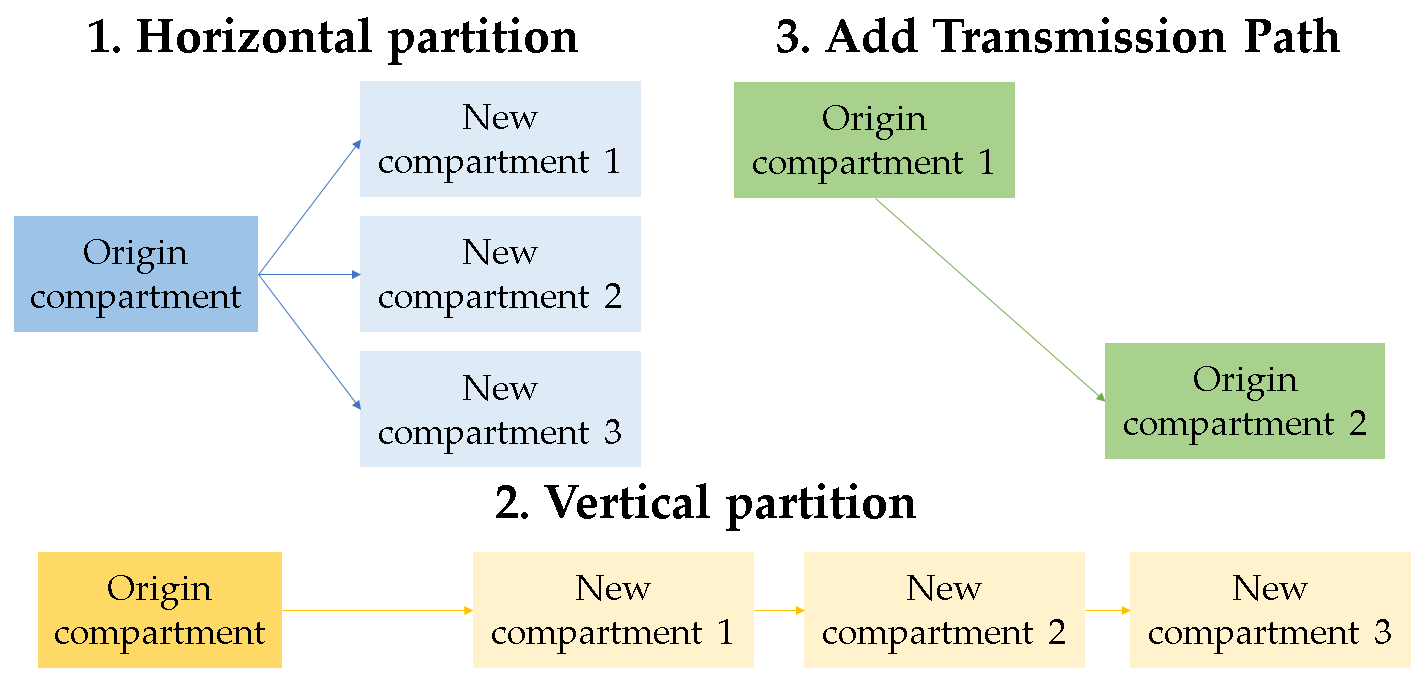 1. Horizontal partition
New
compartment 1
Origin
compartment
New
compartment 2
New
compartment 3
3. Add Transmission Path
Origin
compartment 1
Origin
compartment 2
2. Vertical partition
Origin
compartment
New
compartment 1
New
compartment 2
New
compartment 3